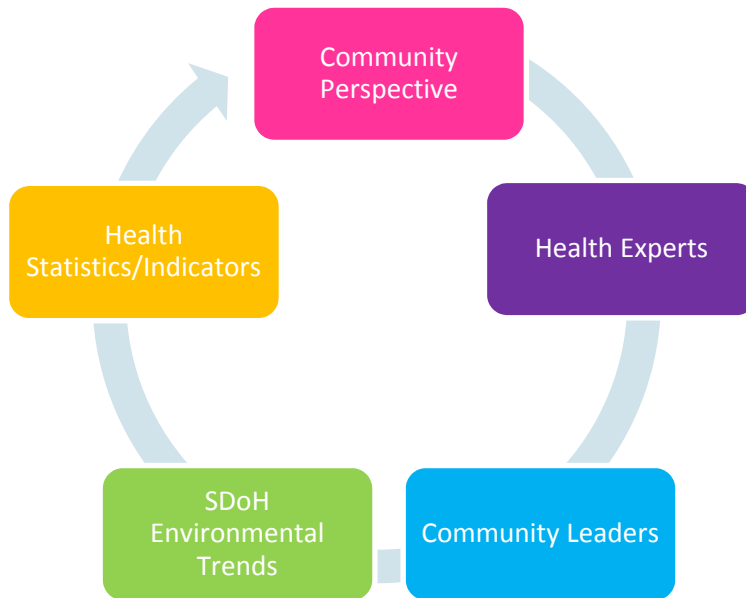 Community
Perspective
Health Experts
Community Leaders
SDoH
Environmental
Trends
Health
Statistics/Indicators